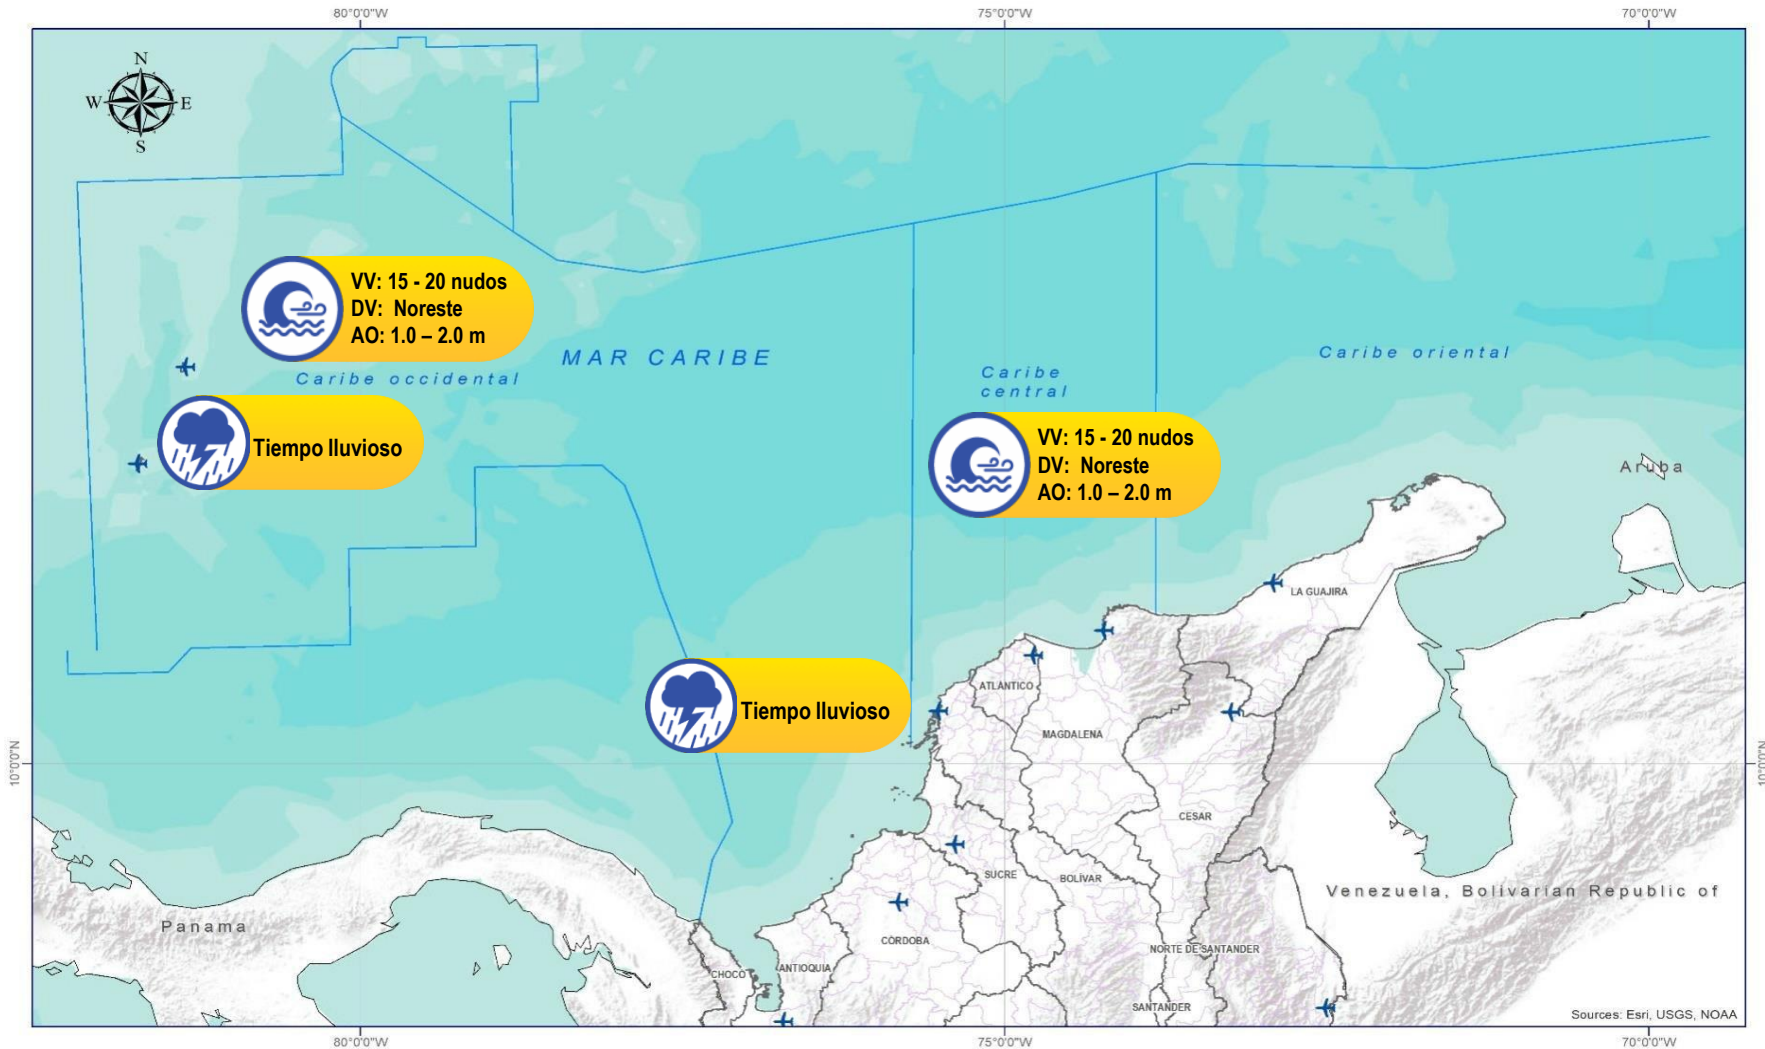 80°0'0"W
75°0'0"W
70°0'0"W
N
W
E
S
VV: 15 - 20 nudos
DV: Noreste
AO: 1.0 – 2.0 m
MAR CARIBE
Caribe oriental
Caribe occidental
Caribe
central
Tiempo lluvioso
VV: 15 - 20 nudos
DV: Noreste
AO: 1.0 – 2.0 m
Aruba
LA GUAJIRA
ATLÁNTICO
Tiempo lluvioso
MAGDALENA
10°0'0"N
10°0'0"N
CESAR
SUCRE
BOLÍVAR
Venezuela, Bolivarian Republic of
Panama
CÓRDOBA
NORTE DE SANTANDER
CHOCO
ANTIOQUIA
SANTANDER
Sources: Esri, USGS, NOAA
80°0'0"W
75°0'0"W
70°0'0"W